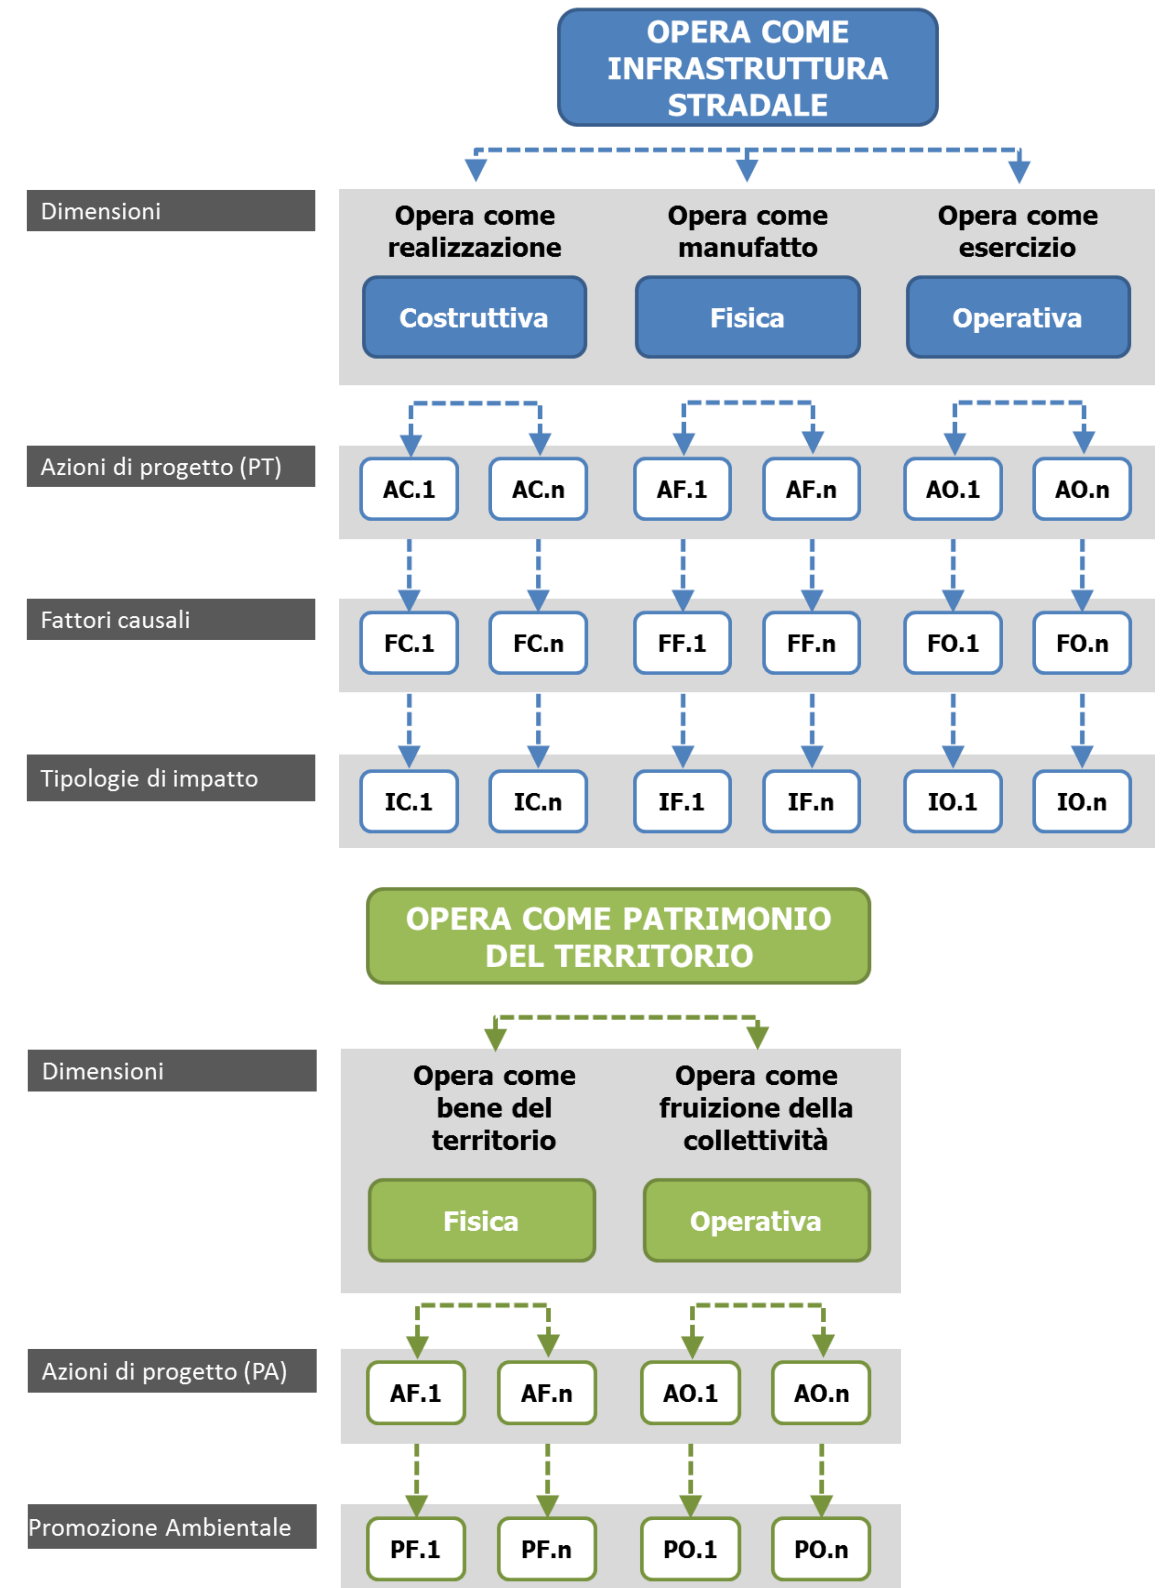 OPERA COME
INFRASTRUTTURA
STRADALE
Dimensioni
Opera come
realizzazione
Opera come
manufatto
Opera come
esercizio
Costruttiva
Fisica
Operativa
Azioni di progetto (PT)
AC.1
AC.n
AF.1
AF.n
AO.1
AO.n
Fattori causali
FC.1
FC.n
FF.1
FF.n
FO.1
FO.n
Tipologie di impatto
IC.1
IC.n
IF.1
IF.n
IO.1
IO.n
OPERA COME PATRIMONIO
DEL TERRITORIO
Dimensioni
Opera come
bene del
territorio
Opera come
fruizione della
collettività
Fisica
Operativa
Azioni di progetto (PA)
AF.1
AF.n
AO.1
AO.n
Promozione Ambientale
PF.1
PF.n
PO.1
PO.n